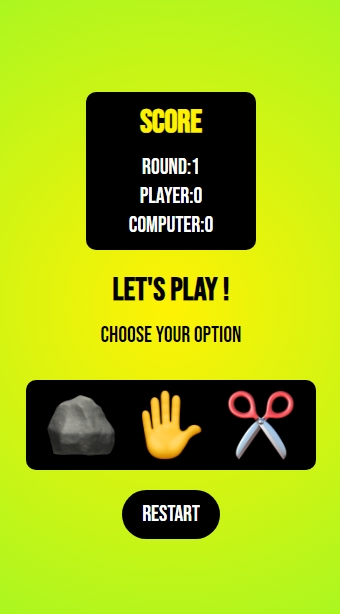 SCORE
ROUND:1
PLAYER:0
COMPUTER:0
LET'S PLAY !
CHOOSE YOUR OPTION
RESTART